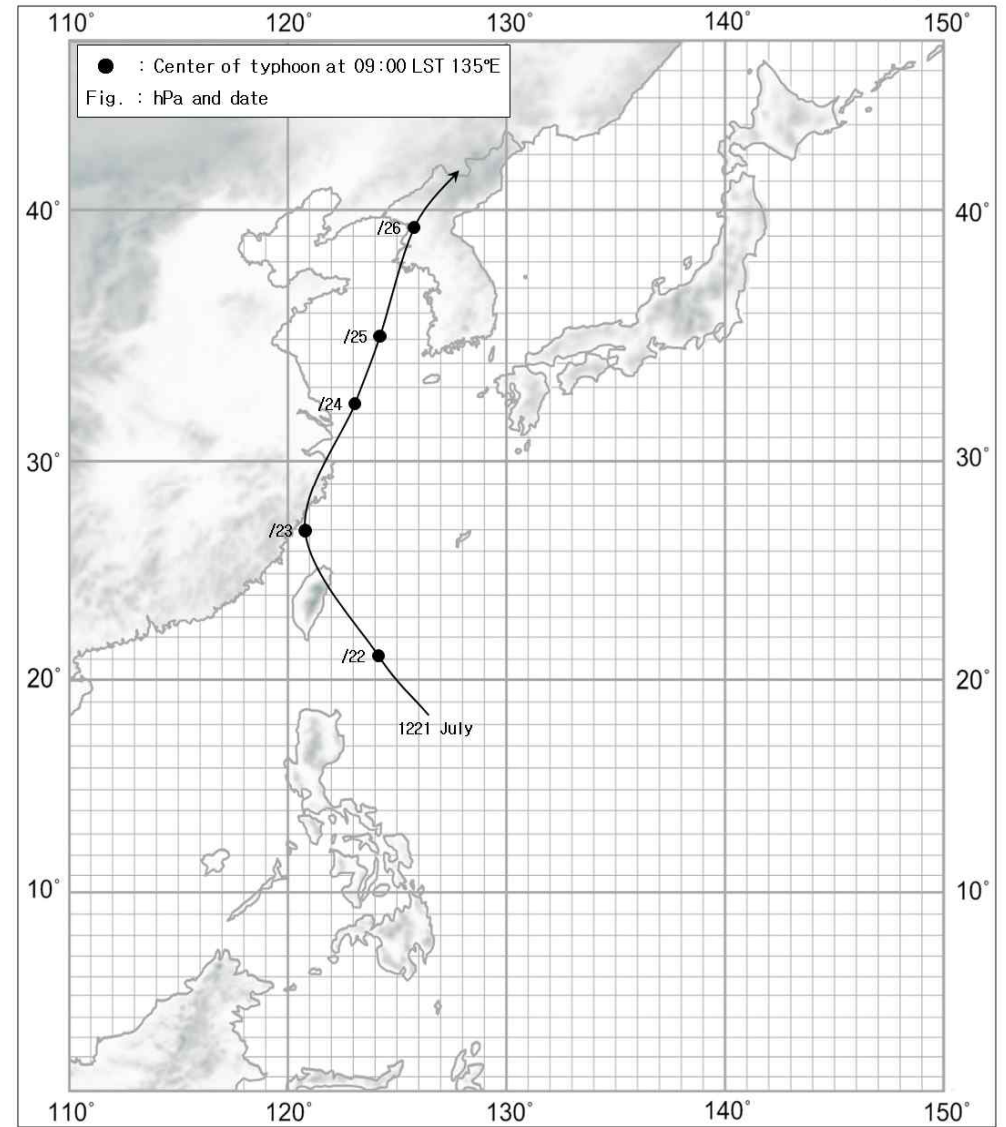 110° 120° 130° 140° 150°
● : Center of typhoon at 09:00 LST 135°E
Fig. : hPa and date
40° 40°
/26
/25
/24
30° 30°
/23
/22
20° 20°
1221 July
10° 10°
110° 120° 130° 140° 150°